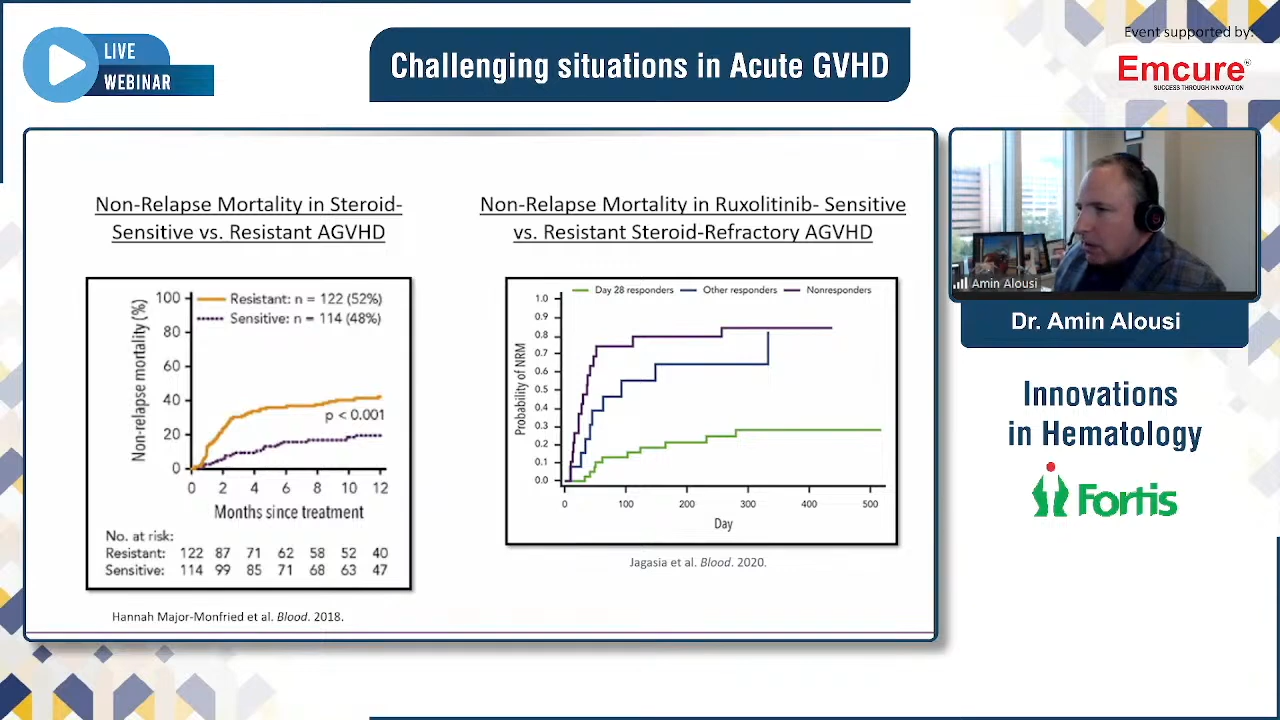 LIVE
WEBINAR
Challenging situations in Acute GVHD
Event supported by:
Emcure®
SUCCESS THROUGH INNOVATION
Non-Relapse Mortality in Steroid-
Sensitive vs. Resistant AGVHD
Non-relapse mortality (%)
100
80
60
40
20
0
Resistant: n = 122 (52%)
Sensitive: n = 114 (48%)
p < 0.001
0 2 4 6 8 10 12
Months since treatment
No. at risk:
Resistant: 122 87 71 62 58 52 40
Sensitive: 114 99 85 71 68 63 47
Hannah Major-Monfried et al. Blood. 2018.
Non-Relapse Mortality in Ruxolitinib- Sensitive
vs. Resistant Steroid-Refractory AGVHD
Day 28 responders Other responders Nonresponders
Probability of NRM
1.0
0.9
0.8
0.7
0.6
0.5
0.4
0.3
0.2
0.1
0.0
0 100 200 300 400 500
Day
Jagasia et al. Blood. 2020.
Amin Alousi
Dr. Amin Alousi
Innovations
in Hematology
Fortis